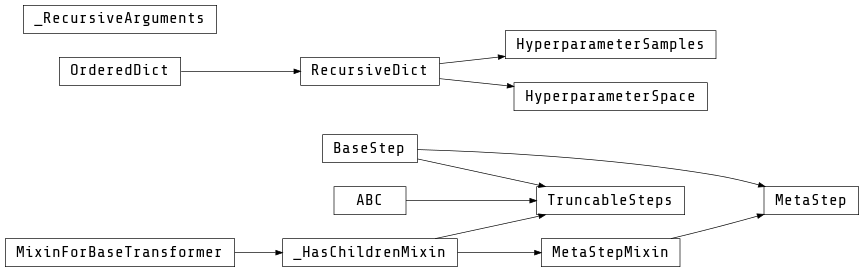 _RecursiveArguments
HyperparameterSamples
OrderedDict
RecursiveDict
HyperparameterSpace
BaseStep
ABC
TruncableSteps
MetaStep
MixinForBaseTransformer
_HasChildrenMixin
MetaStepMixin